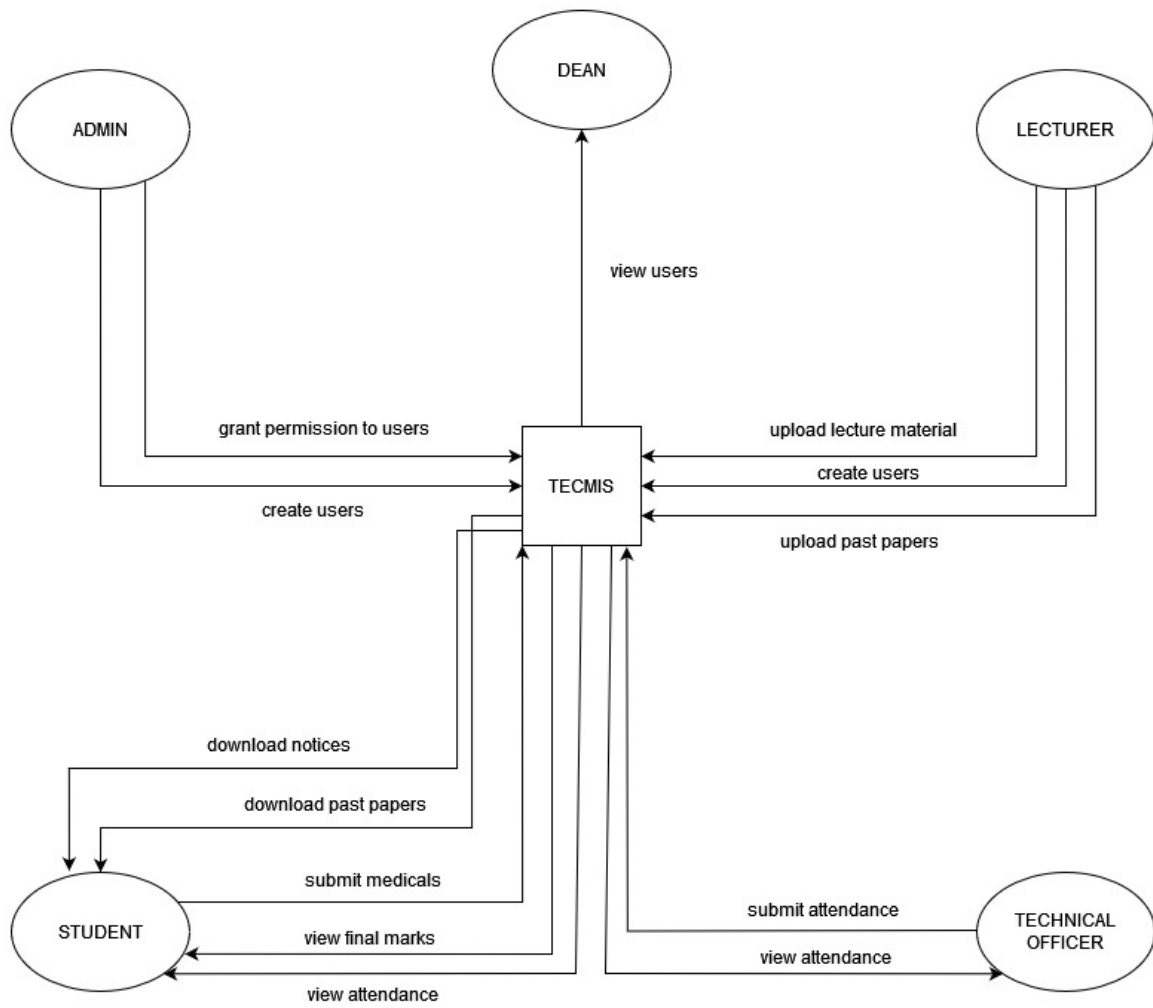 DEAN
ADMIN
LECTURER
view users
grant permission to users
upload lecture material
create users
TECMIS
create users
upload past papers
download notices
download past papers
submit medicals
submit attendance
STUDENT
TECHNICAL
OFFICER
view final marks
view attendance
view attendance